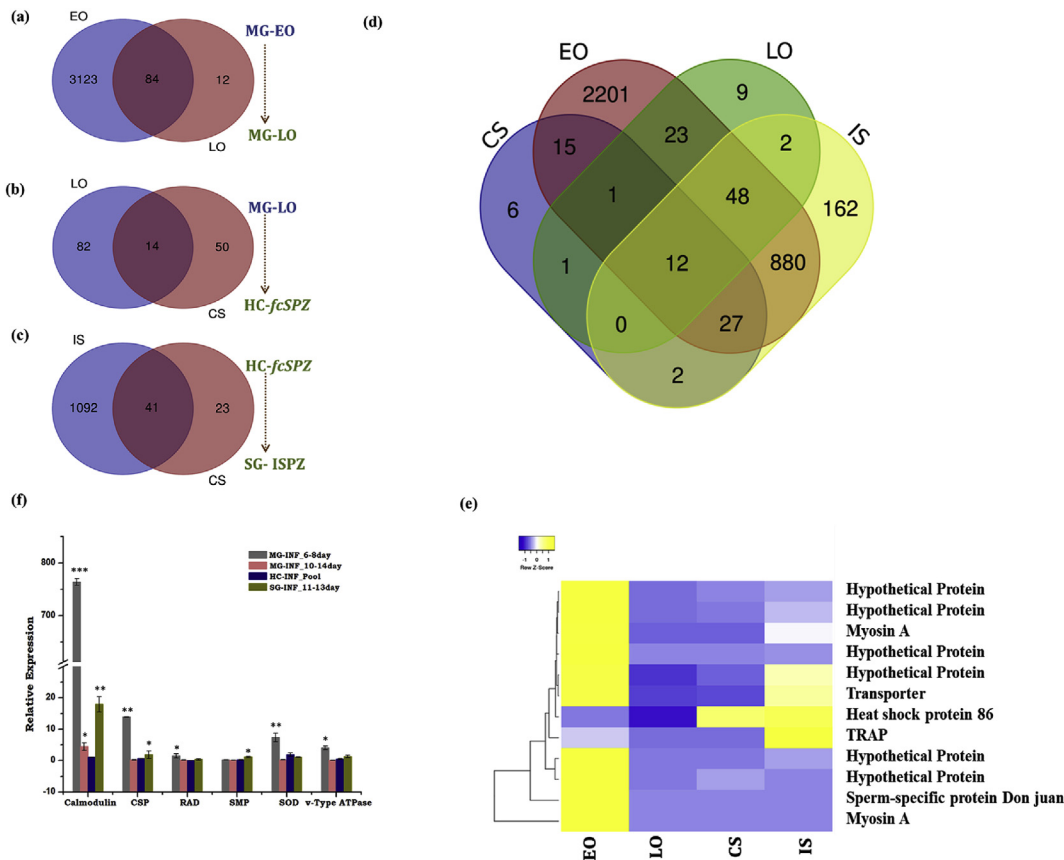 (a)
EO
MG-EO
3123
84
12
MG-LO
LO
(b)
LO
MG-LO
82
14
50
HC-fcSPZ
CS
(c)
IS
HC-fcSPZ
1092
41
23
SG- ISPZ
CS
(d)
EO
LO
CS
IS
2201
9
15
23
2
6
1
48
162
1
12
880
0
27
2
(f)
MG-INF_6-8day
MG-INF_10-14day
HC-INF_Pool
SG-INF_11-13day
Relative Expression
800
700
20
10
0
-10
***
*
**
**
*
*
*
**
*
Calmodulin
CSP
RAD
SMP
SOD
v-Type ATPase
(e)
-1 0 1
Row Z-Score
Hypothetical Protein
Hypothetical Protein
Myosin A
Hypothetical Protein
Hypothetical Protein
Transporter
Heat shock protein 86
TRAP
Hypothetical Protein
Hypothetical Protein
Sperm-specific protein Don juan
Myosin A
EO
LO
CS
IS